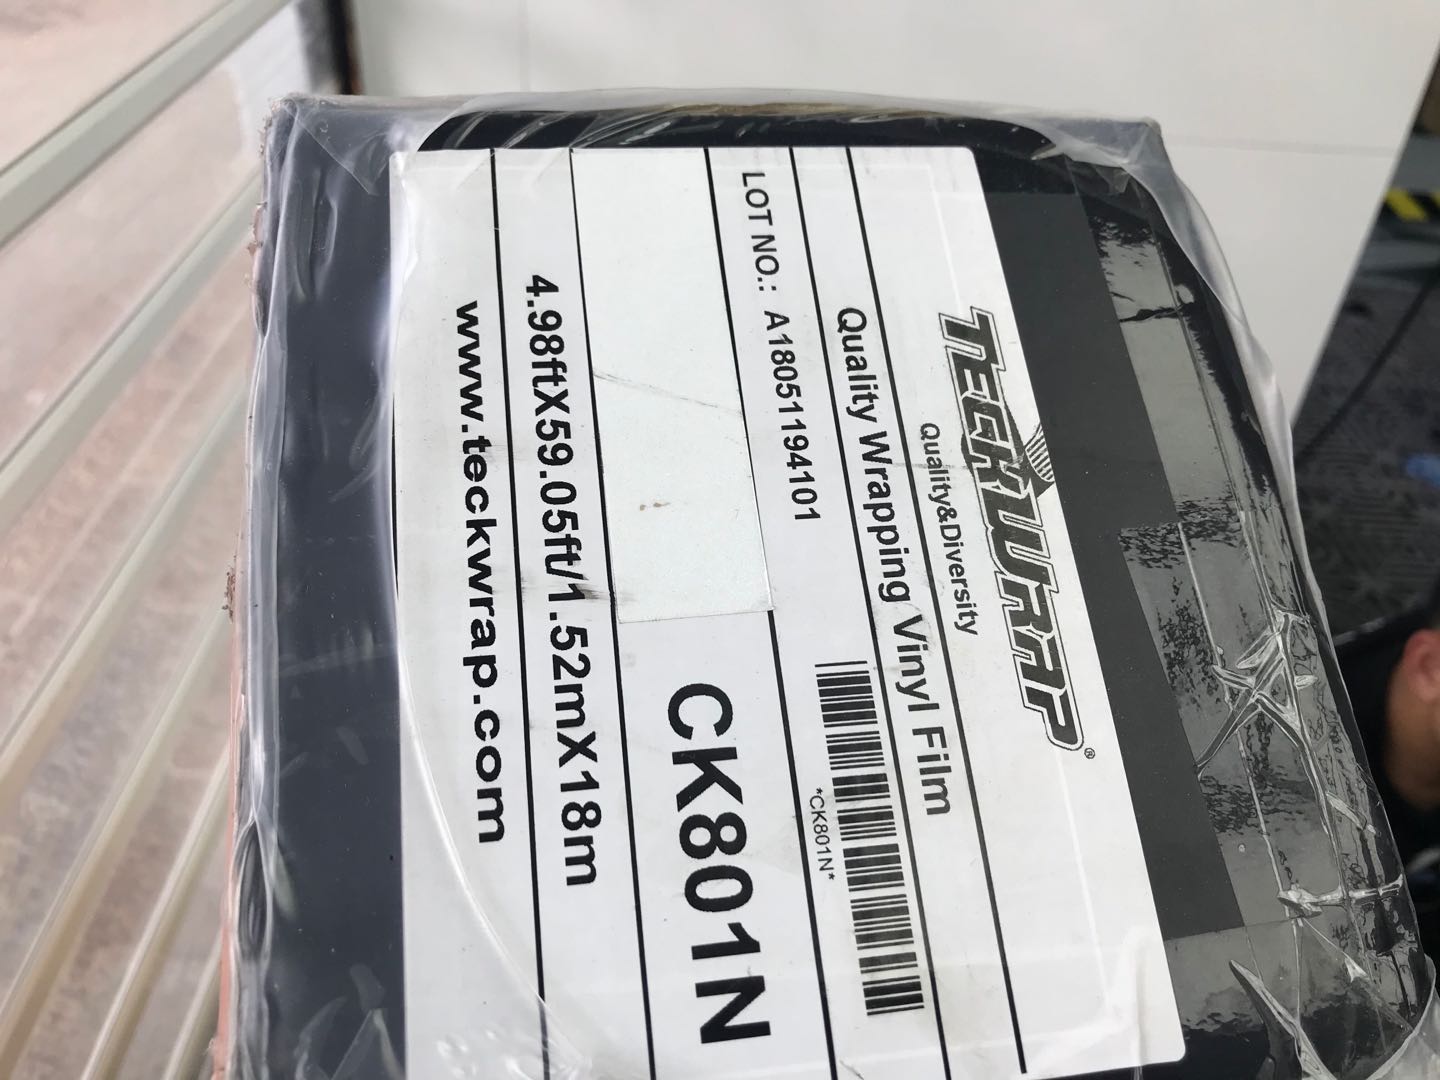 TECKWRAP®
Quality&Diversity
Quality Wrapping Vinyl Film
LOT NO.: A18051194101
*CK801N*
CK801N
4.98ftX59.05ft/1.52mX18m
www.teckwrap.com